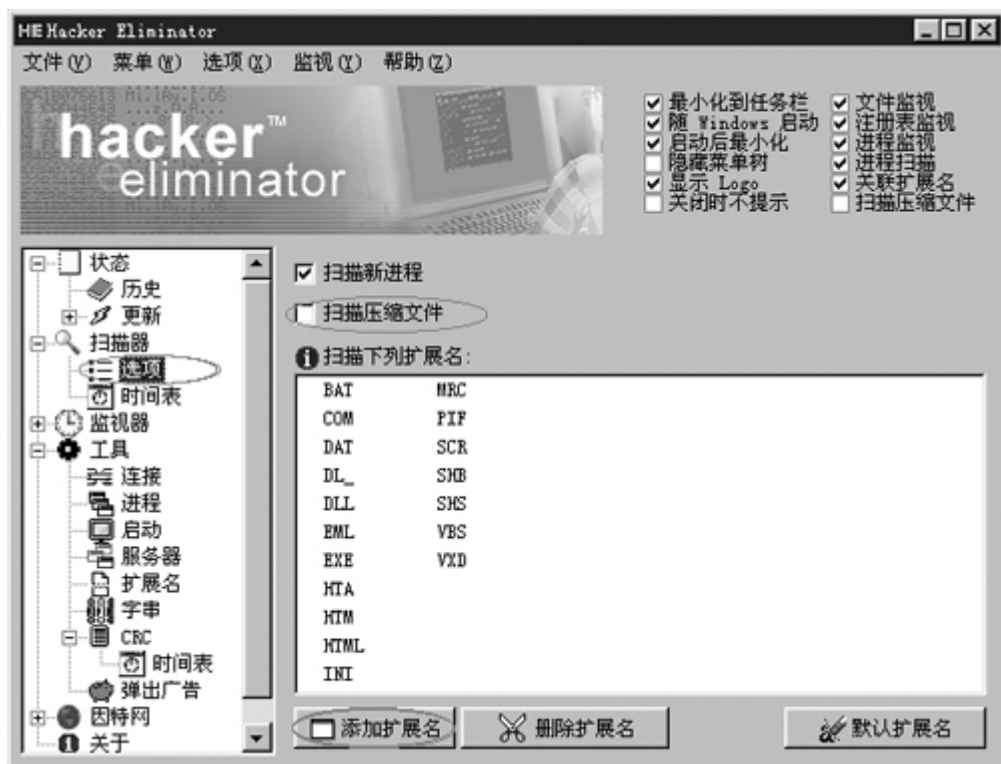 HE Hacker Eliminator
文件(V) 菜单(W) 选项(X) 监视(Y) 帮助(Z)
hacker™
eliminator
最小化到任务栏
随 Windows 启动
启动后最小化
隐藏菜单树
显示 Logo
关闭时不提示
文件监视
注册表监视
进程监视
进程扫描
关联扩展名
扫描压缩文件
状态
历史
更新
扫描器
选项
时间表
监视器
工具
连接
进程
启动
服务器
扩展名
字串
CRC
时间表
弹出广告
因特网
关于
扫描新进程
扫描压缩文件
扫描下列扩展名:
BAT MRC
COM PIF
DAT SCR
DL_ SHB
DLL SHS
EML VBS
EXE VXD
HTA
HTM
HTML
INI
添加扩展名 删除扩展名 默认扩展名